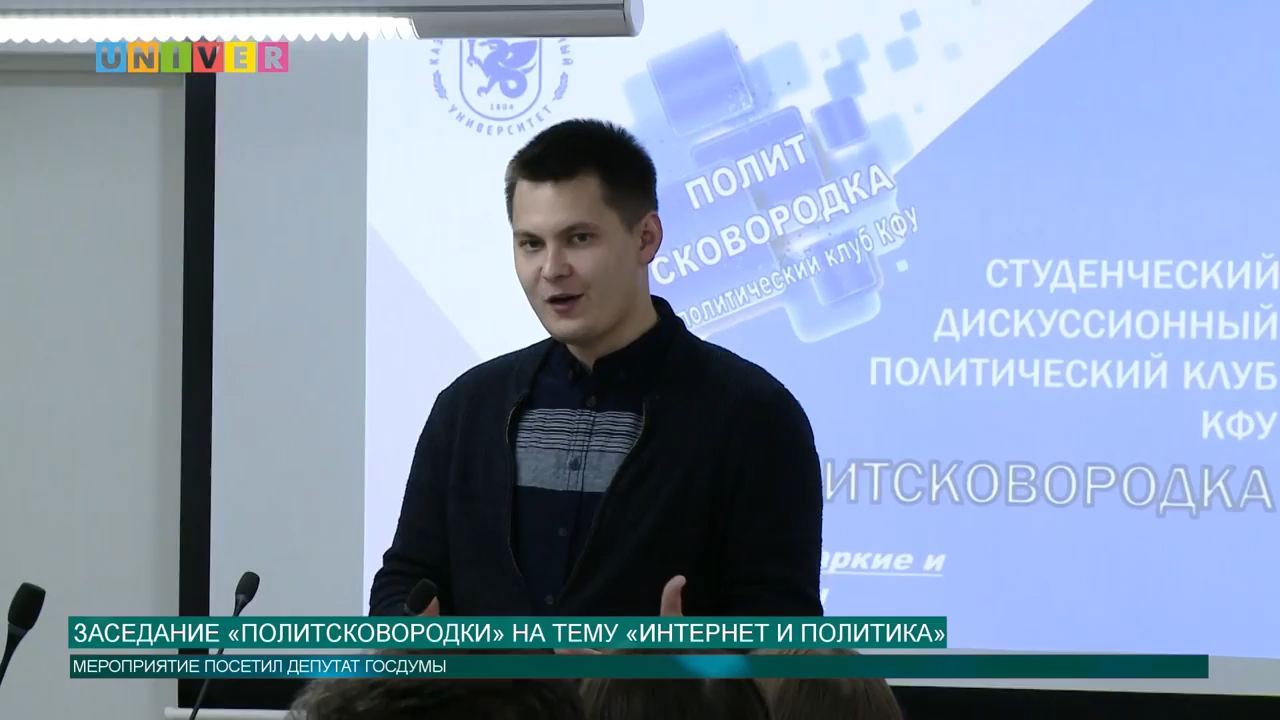 UNIVER
1804
УНИВЕРСИТЕТ
ПОЛИТ
СКОВОРОДКА
политический клуб КФУ
СТУДЕНЧЕСКИЙ
ДИСКУССИОННЫЙ
ПОЛИТИЧЕСКИЙ КЛУБ
КФУ
ИТСКОВОРОДКА
аркие и
ЗАСЕДАНИЕ «ПОЛИТСКОВОРОДКИ» НА ТЕМУ «ИНТЕРНЕТ И ПОЛИТИКА»
МЕРОПРИЯТИЕ ПОСЕТИЛ ДЕПУТАТ ГОСДУМЫ